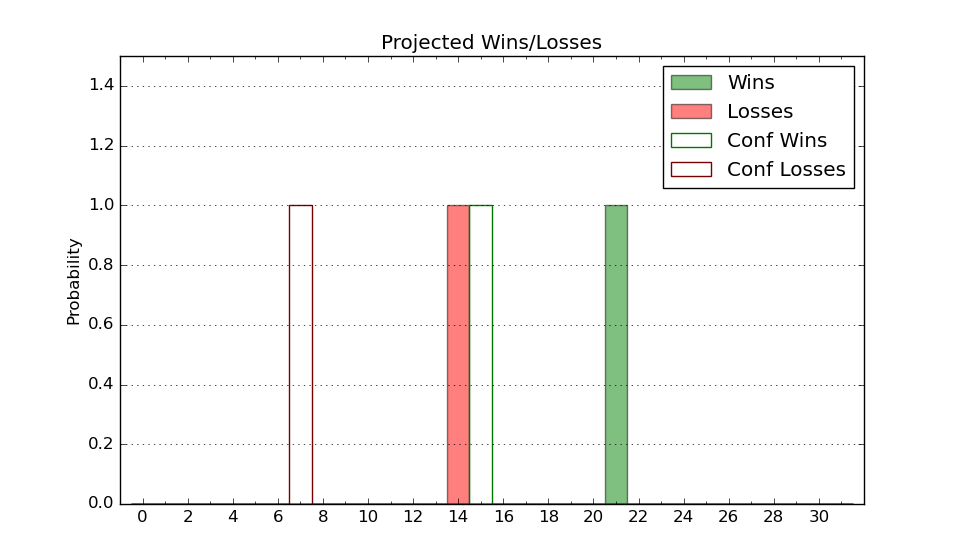 Projected Wins/Losses
1.4
1.2
1.0
0.8
0.6
0.4
0.2
0.0
Probability
Wins
Losses
Conf Wins
Conf Losses
0 2 4 6 8 10 12 14 16 18 20 22 24 26 28 30